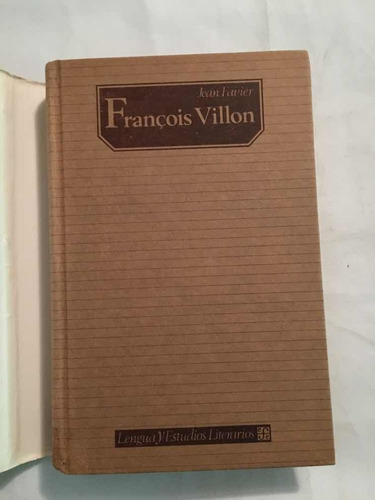 Jean Favier
François Villon
Lengua y Estudios Literarios